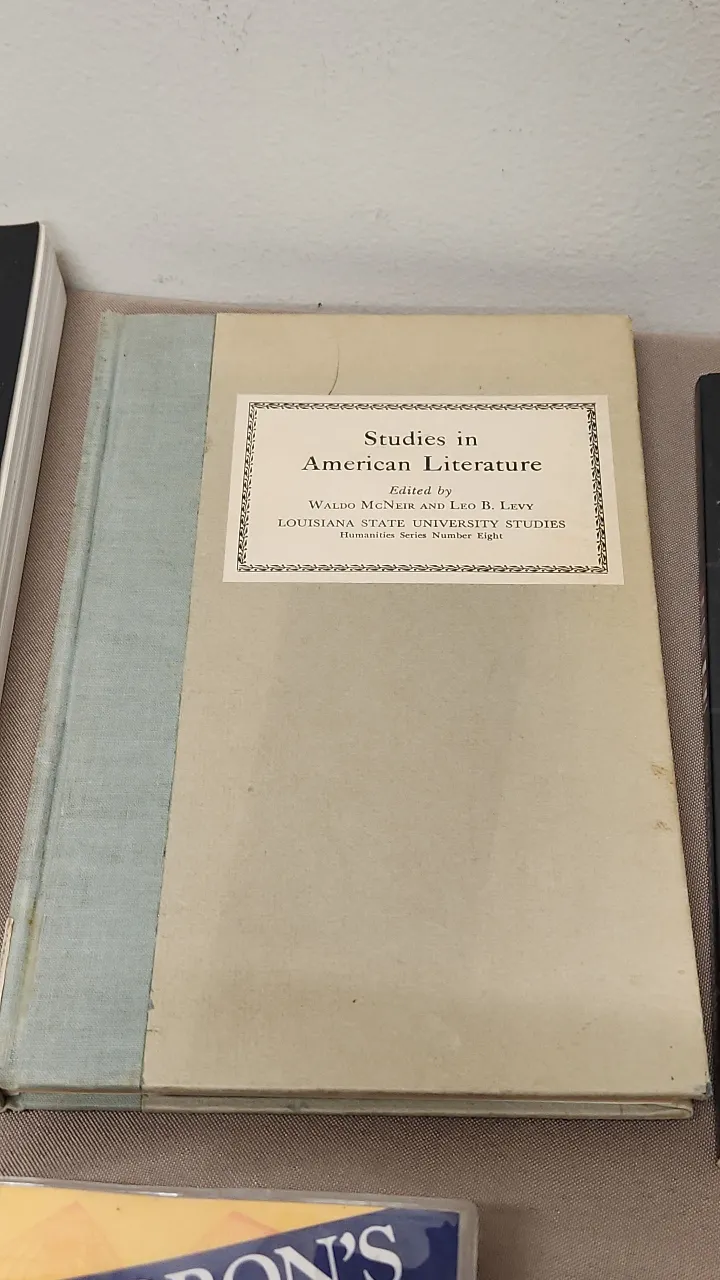 Studies in
American Literature
Edited by
Waldo McNeir and Leo B. Levy
LOUISIANA STATE UNIVERSITY STUDIES
Humanities Series Number Eight